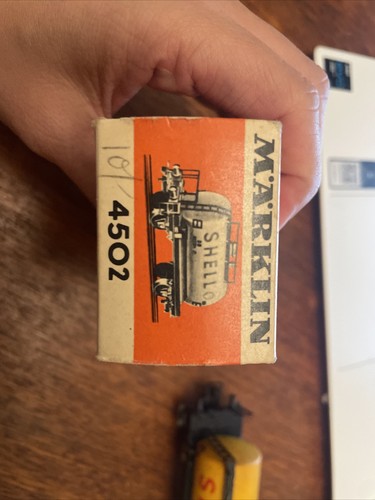 MÄRKLIN
SHELL
4502
10/
S